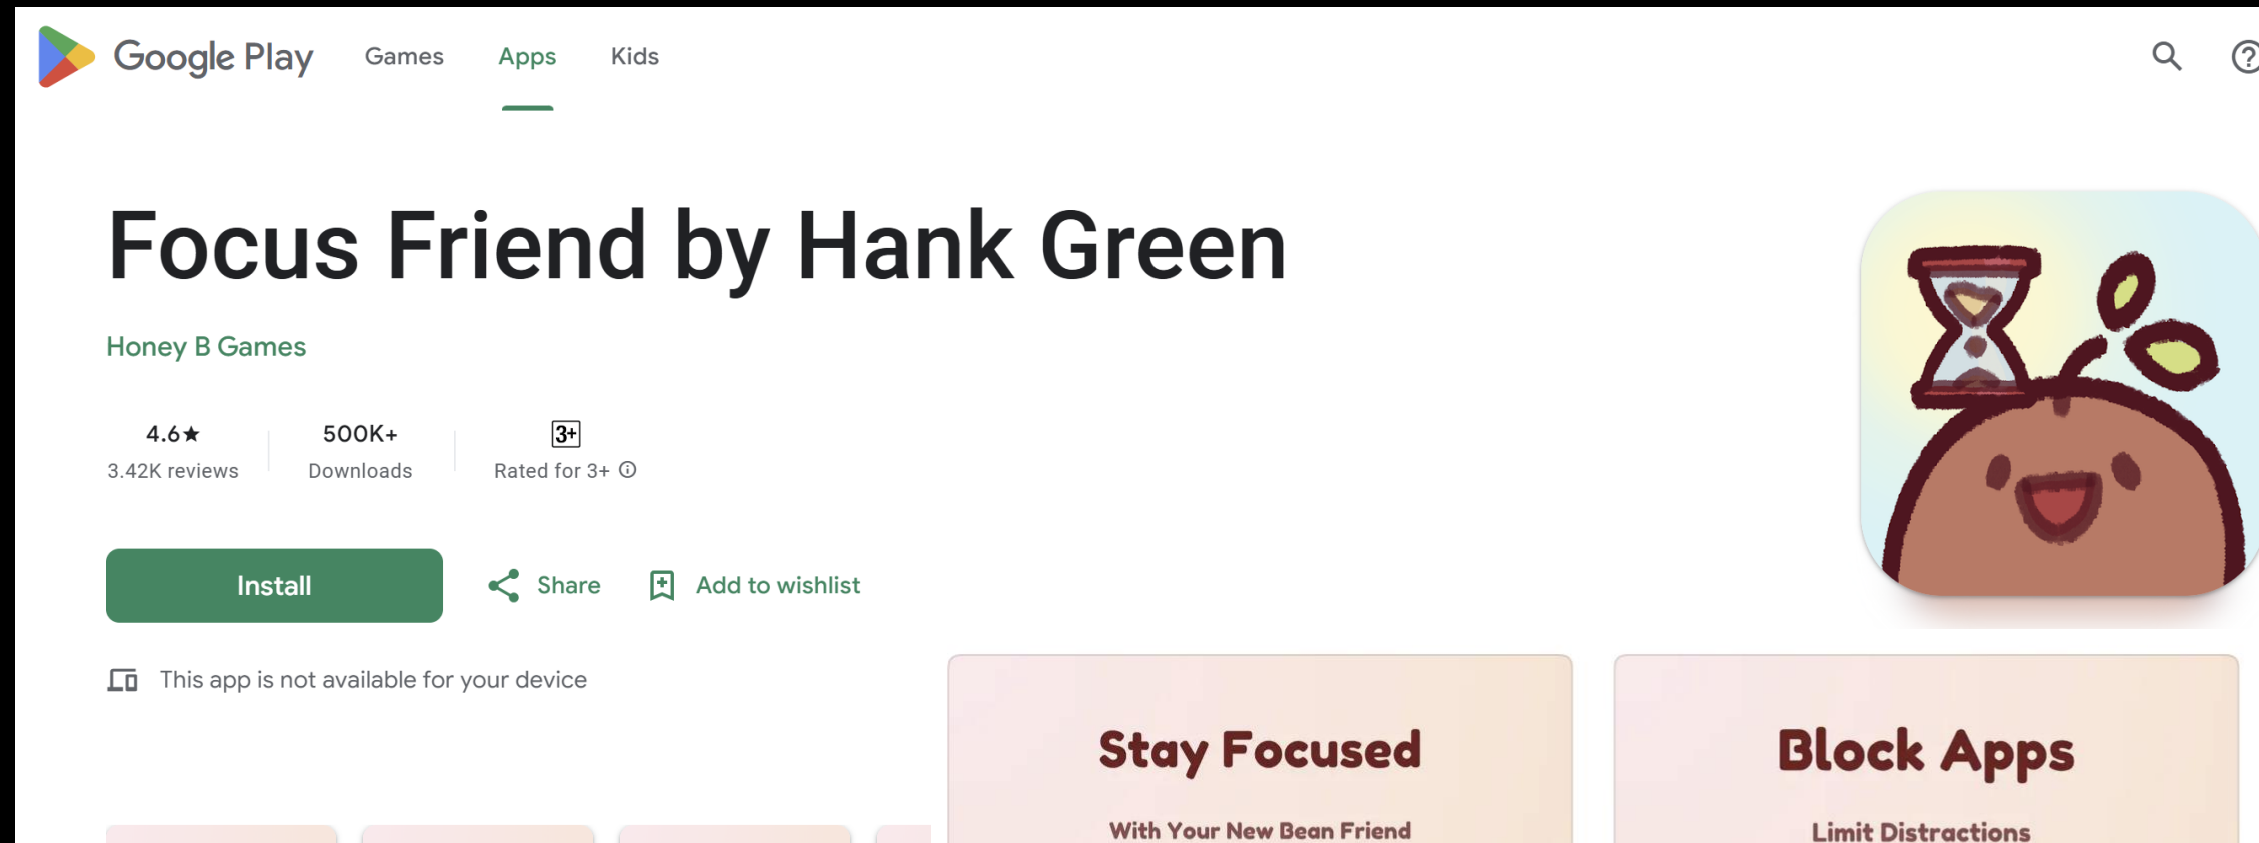 Google Play Games Apps Kids
Focus Friend by Hank Green
Honey B Games
4.6★ 500K+ 3+
3.42K reviews Downloads Rated for 3+
Install Share Add to wishlist
This app is not available for your device
Stay Focused
With Your New Bean Friend
Block Apps
Limit Distractions